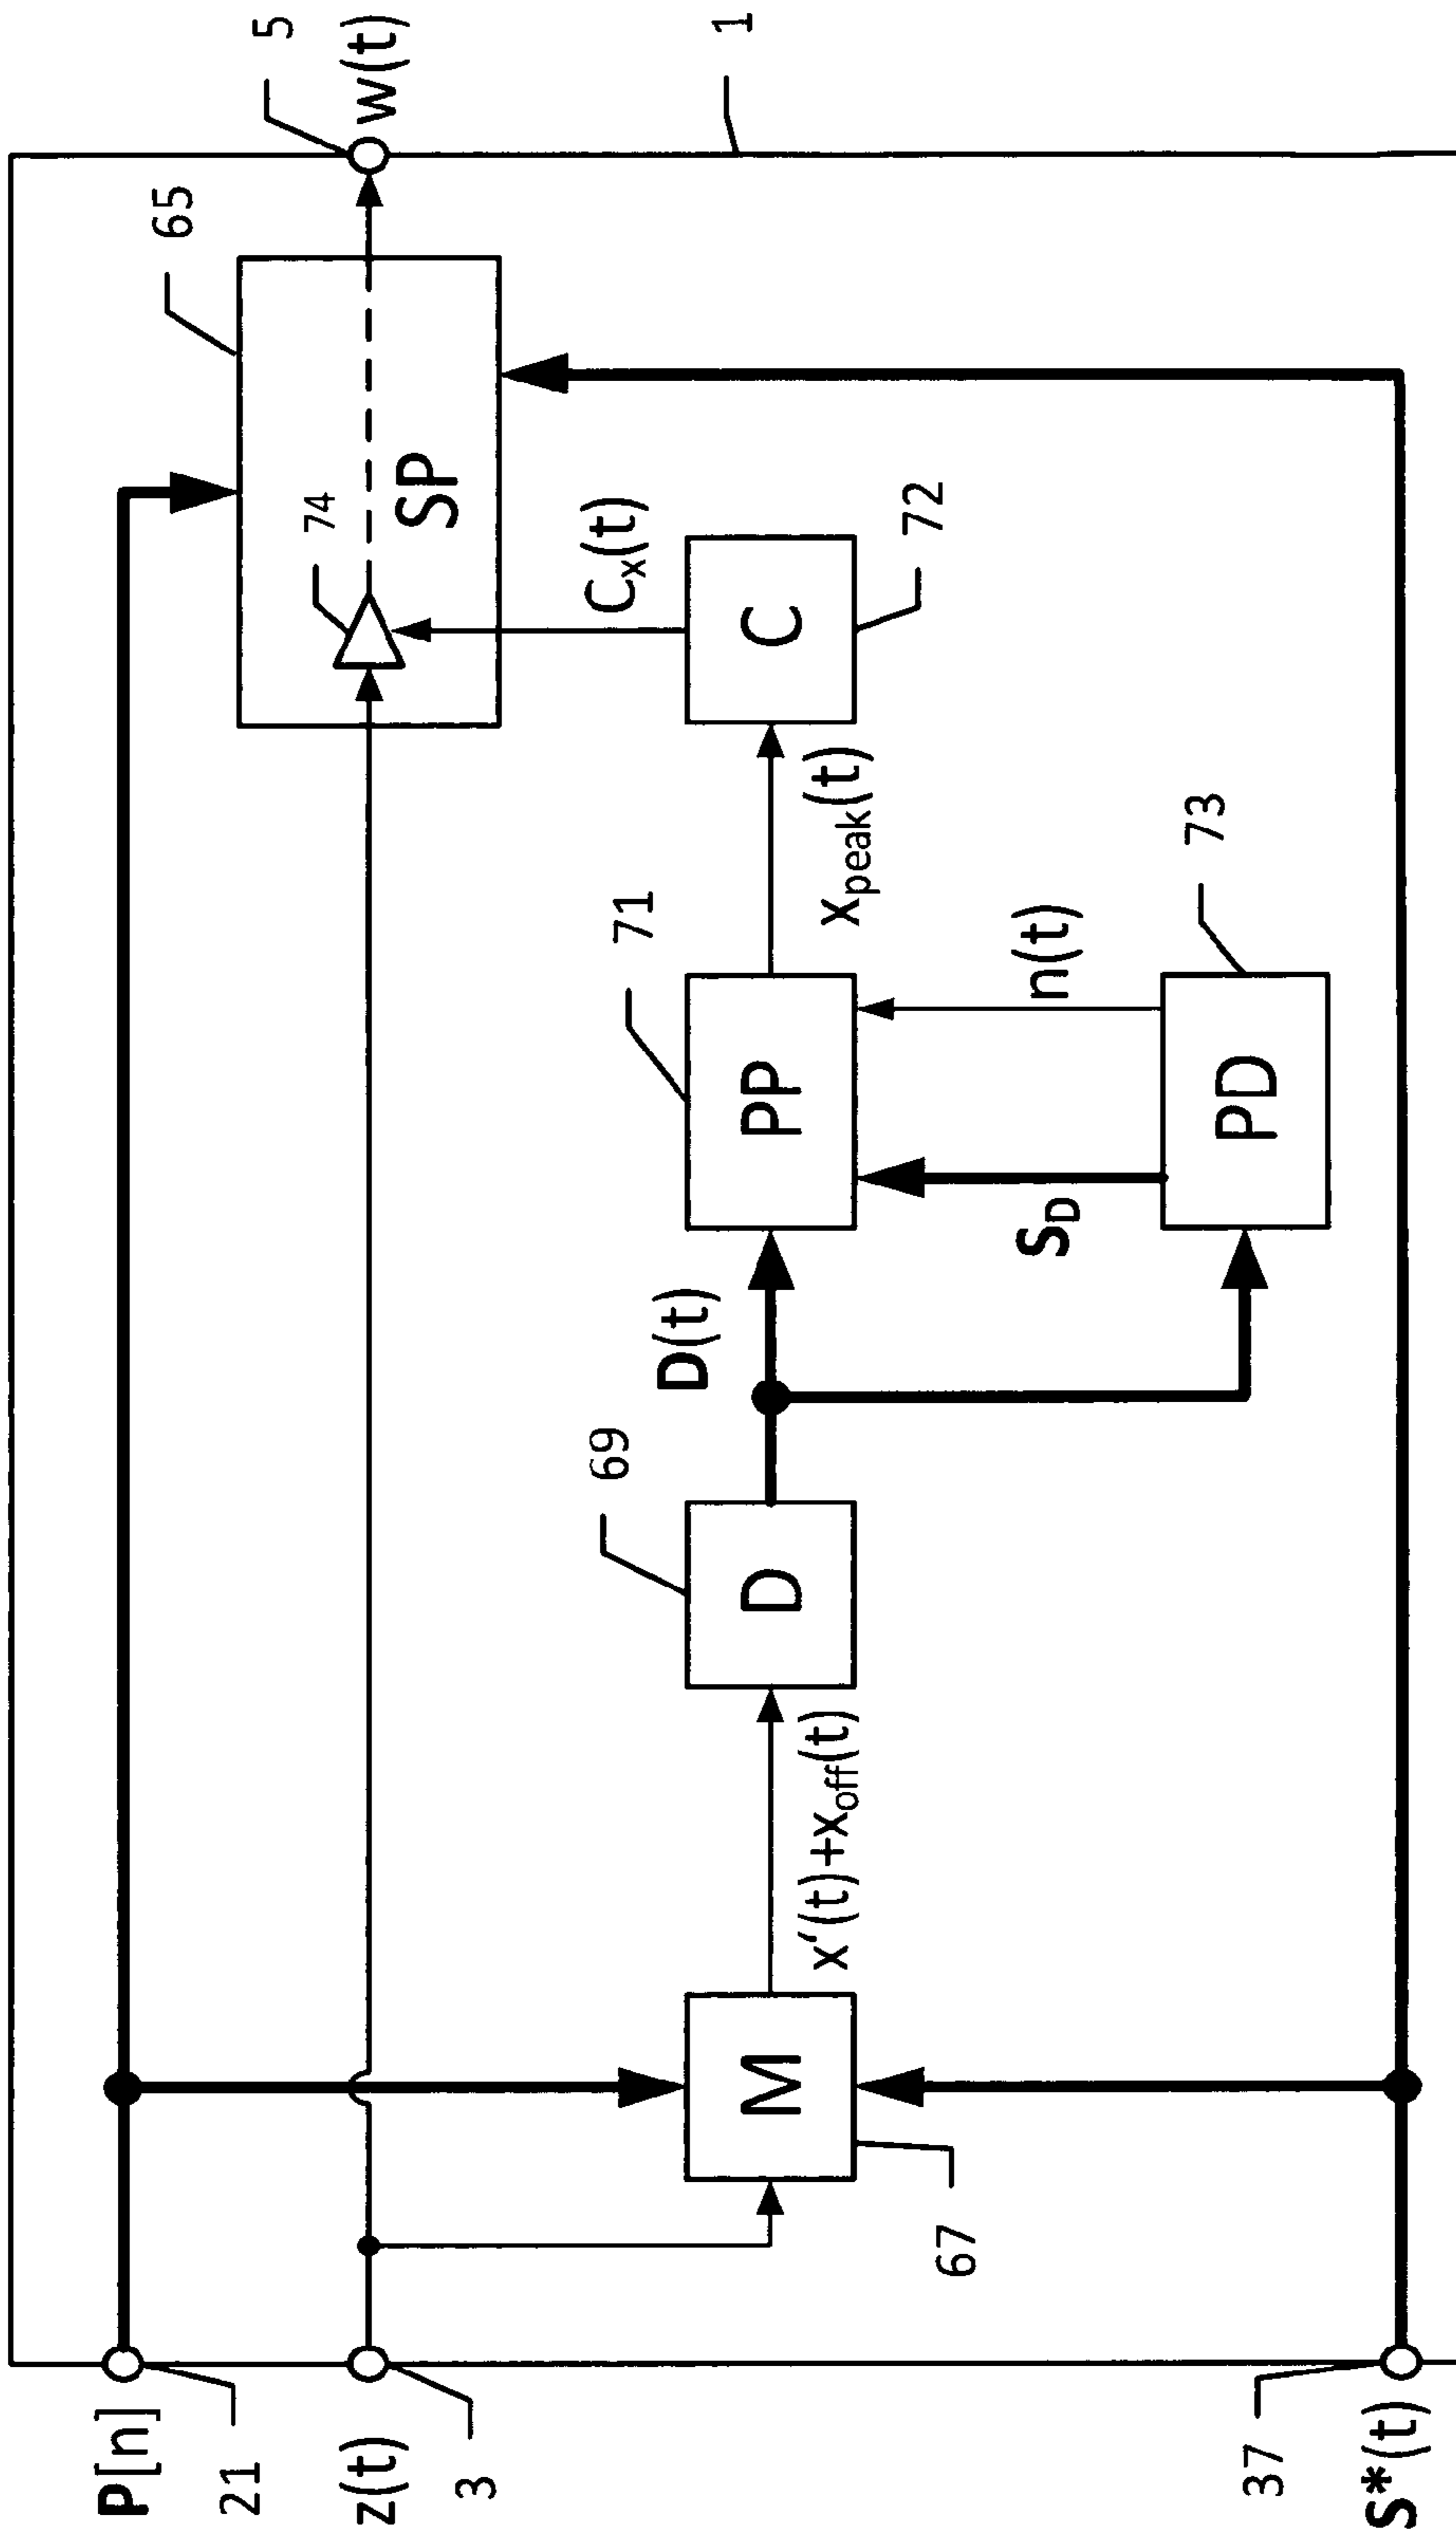 P[n]
21
z(t)
3
37
S*(t)
M
67
x‘(t)+xoff(t)
D
69
D(t)
PP
71
SD
n(t)
PD
73
xpeak(t)
C
72
Cx(t)
74
SP
65
5
w(t)
1